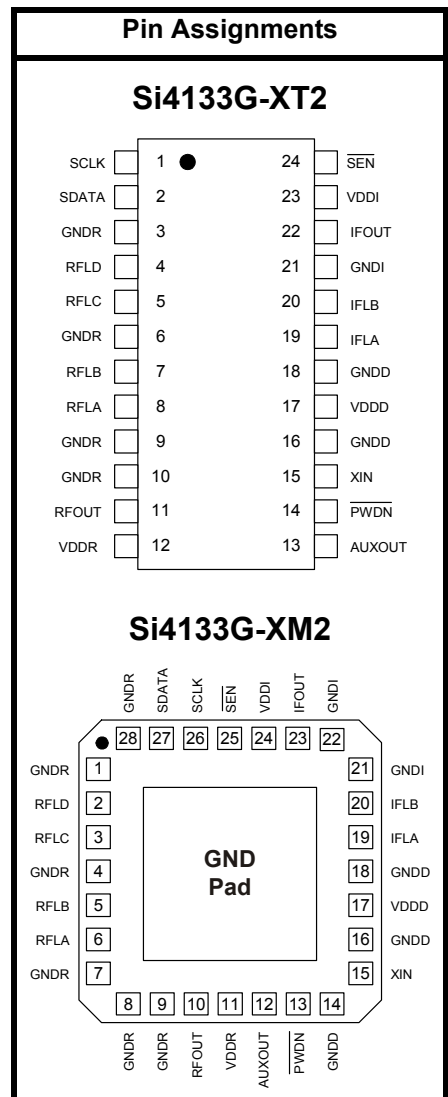 Pin Assignments
Si4133G-XT2
SCLK 1 24 SEN
SDATA 2 23 VDDI
GNDR 3 22 IFOUT
RFLD 4 21 GNDI
RFLC 5 20 IFLB
GNDR 6 19 IFLA
RFLB 7 18 GNDD
RFLA 8 17 VDDD
GNDR 9 16 GNDD
GNDR 10 15 XIN
RFOUT 11 14 PWDN
VDDR 12 13 AUXOUT
Si4133G-XM2
GNDR SDATA SCLK SEN VDDI IFOUT GNDI
28 27 26 25 24 23 22
GNDR 1 21 GNDI
RFLD 2 20 IFLB
RFLC 3 19 IFLA
GNDR 4 18 GNDD
RFLB 5 17 VDDD
RFLA 6 16 GNDD
GNDR 7 15 XIN
GND
Pad
8 9 10 11 12 13 14
GNDR GNDR RFOUT VDDR AUXOUT PWDN GNDD